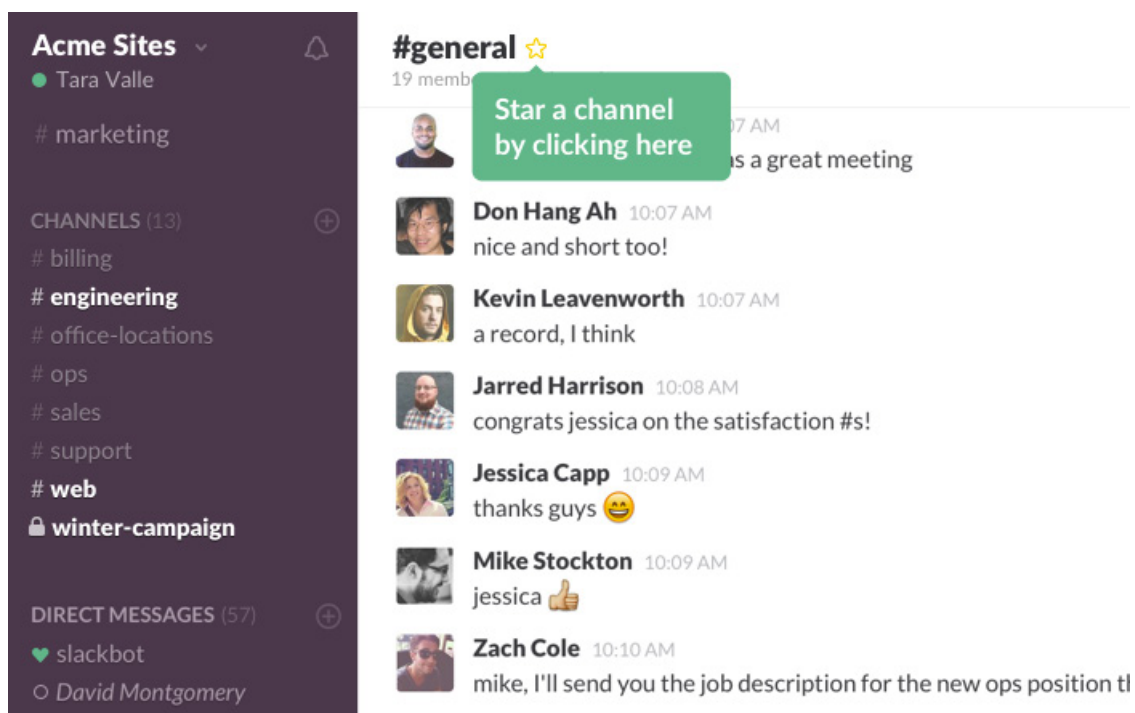 Acme Sites
Tara Valle
# marketing
CHANNELS (13)
# billing
# engineering
# office-locations
# ops
# sales
# support
# web
winter-campaign
DIRECT MESSAGES (57)
slackbot
David Montgomery
#general
19 memb
Star a channel
by clicking here
7 AM
s a great meeting
Don Hang Ah 10:07 AM
nice and short too!
Kevin Leavenworth 10:07 AM
a record, I think
Jarred Harrison 10:08 AM
congrats jessica on the satisfaction #s!
Jessica Capp 10:09 AM
thanks guys 😄
Mike Stockton 10:09 AM
jessica 👍
Zach Cole 10:10 AM
mike, I'll send you the job description for the new ops position th